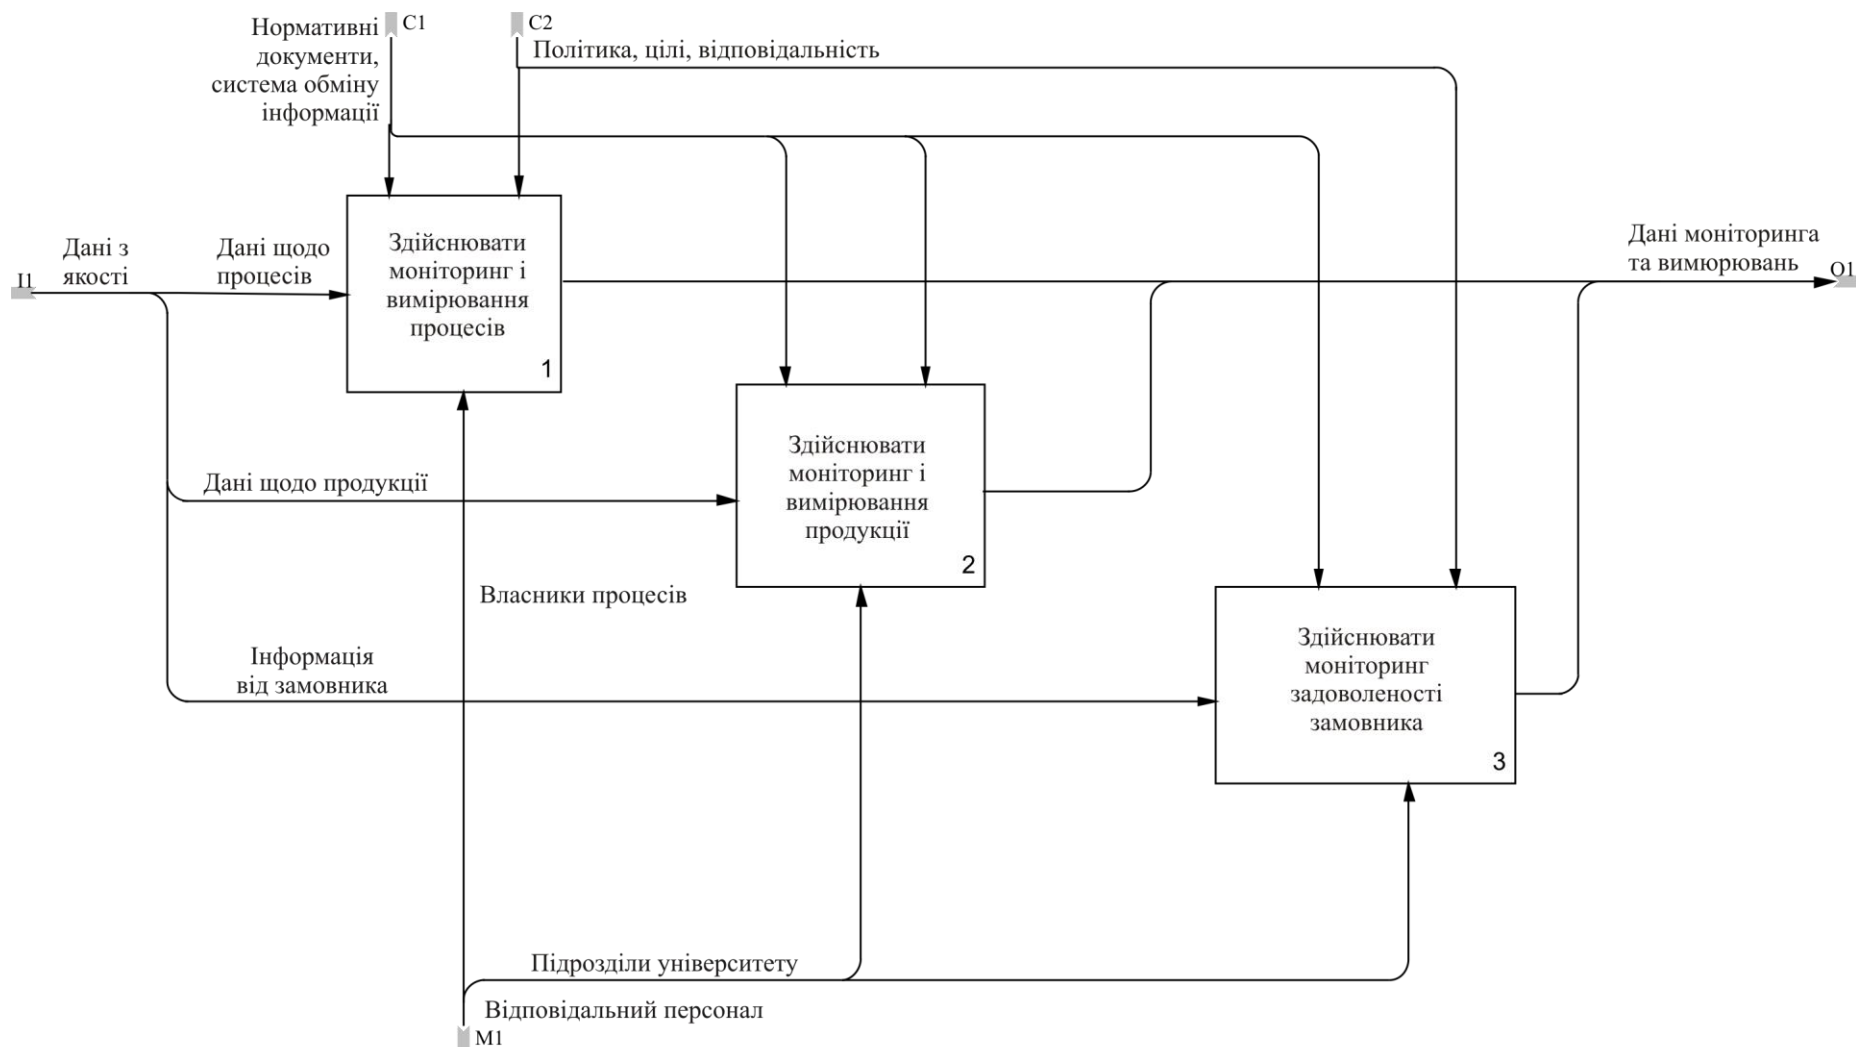 C1
C2
Нормативні
документи,
система обміну
інформації
Політика, цілі, відповідальність
I1
Дані з
якості
Дані щодо
процесів
Здійснювати
моніторинг і
вимірювання
процесів
1
Дані моніторинга
та вимюрювань
O1
Дані щодо продукції
Здійснювати
моніторинг і
вимірювання
продукції
2
Власники процесів
Інформація
від замовника
Здійснювати
моніторинг
задоволеності
замовника
3
Підрозділи університету
Відповідальний персонал
M1